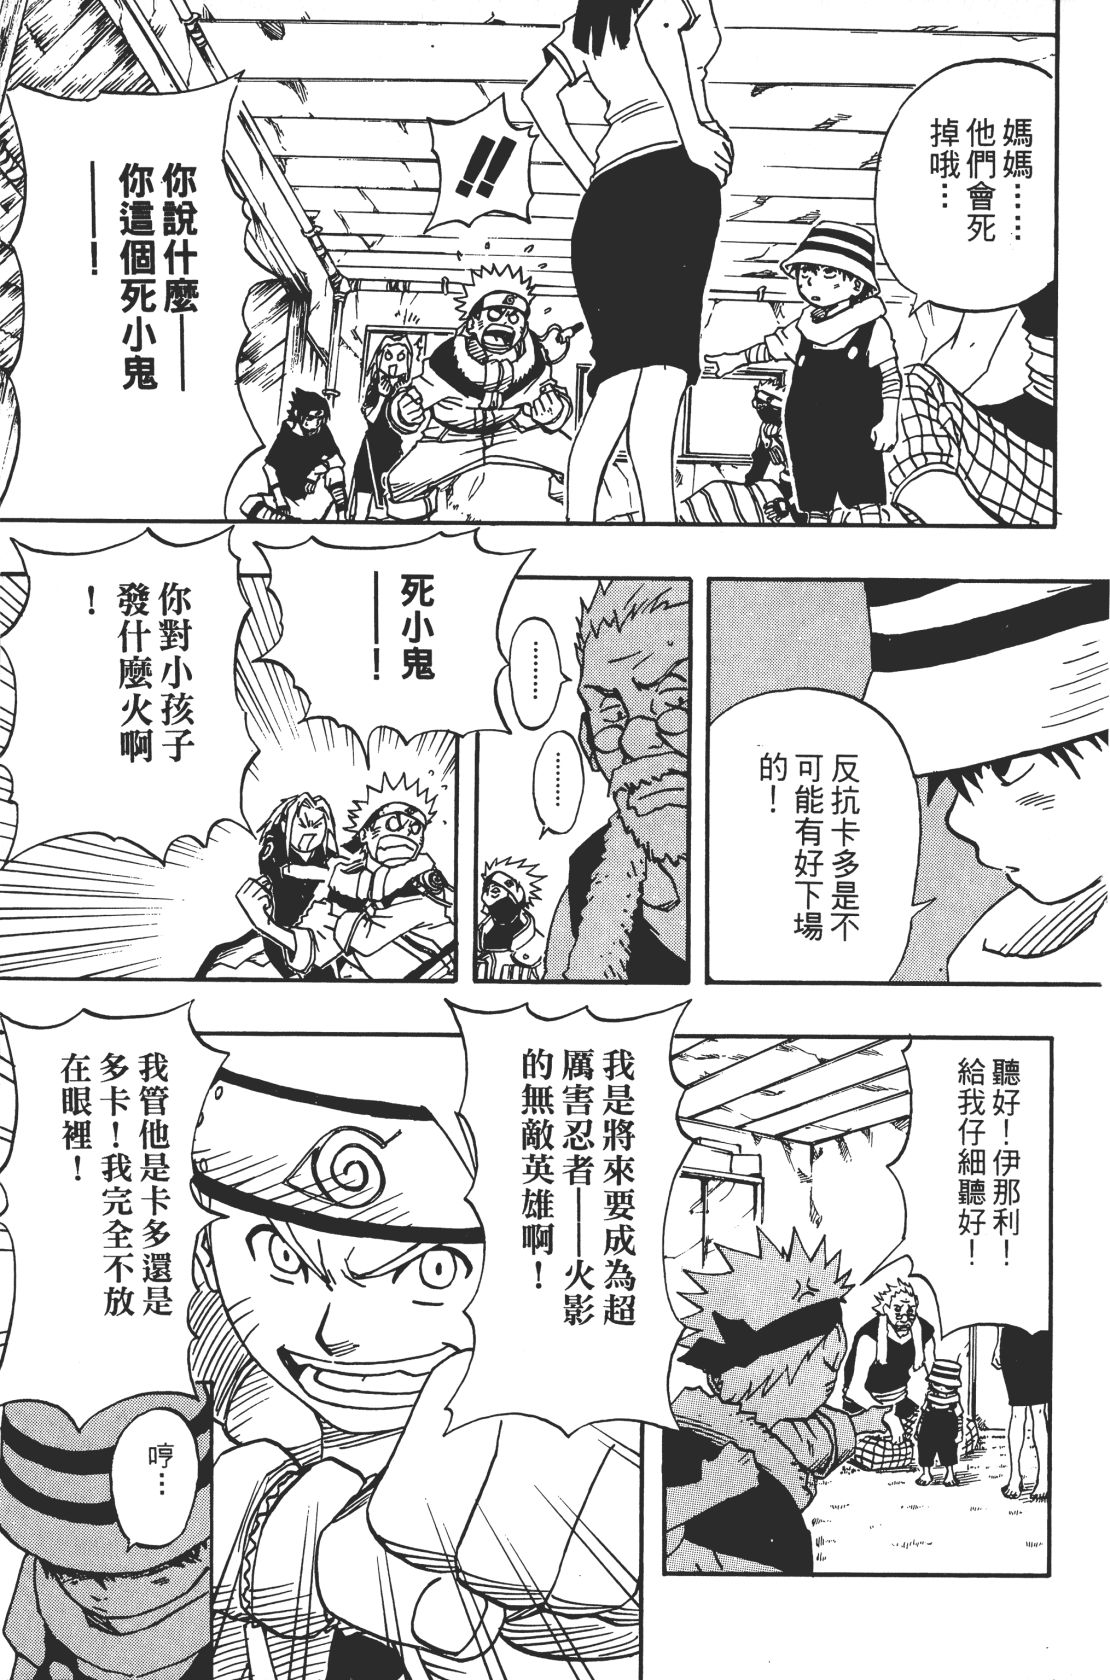 媽媽……
他們會死
掉哦…
!!
你說什麼——
你這個死小鬼
——！
反抗卡多是不
可能有好下場
的！
………
………
死小鬼
——！
你對小孩子
發什麼火啊
！
聽好！伊那利！
給我仔細聽好！
我是將來要成為超
厲害忍者——火影
的無敵英雄啊！
我管他是卡多還是
多卡！我完全不放
在眼裡！
哼…